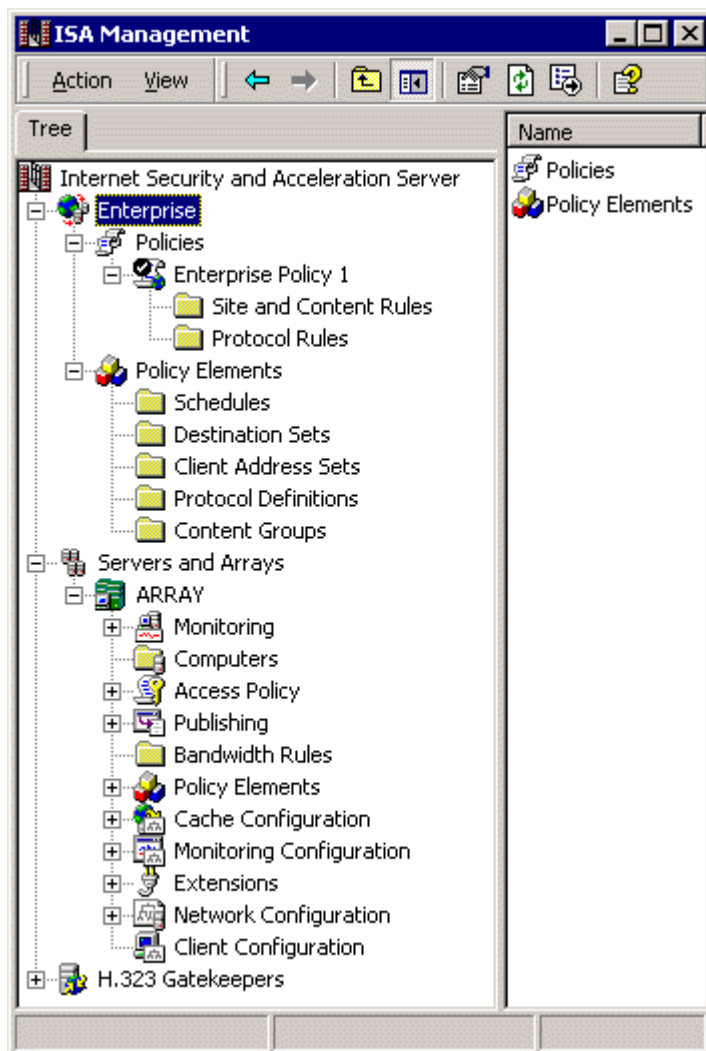 ISA Management
Action View
Tree
Name
Internet Security and Acceleration Server
Policies
Enterprise
Policy Elements
Policies
Enterprise Policy 1
Site and Content Rules
Protocol Rules
Policy Elements
Schedules
Destination Sets
Client Address Sets
Protocol Definitions
Content Groups
Servers and Arrays
ARRAY
Monitoring
Computers
Access Policy
Publishing
Bandwidth Rules
Policy Elements
Cache Configuration
Monitoring Configuration
Extensions
Network Configuration
Client Configuration
H.323 Gatekeepers